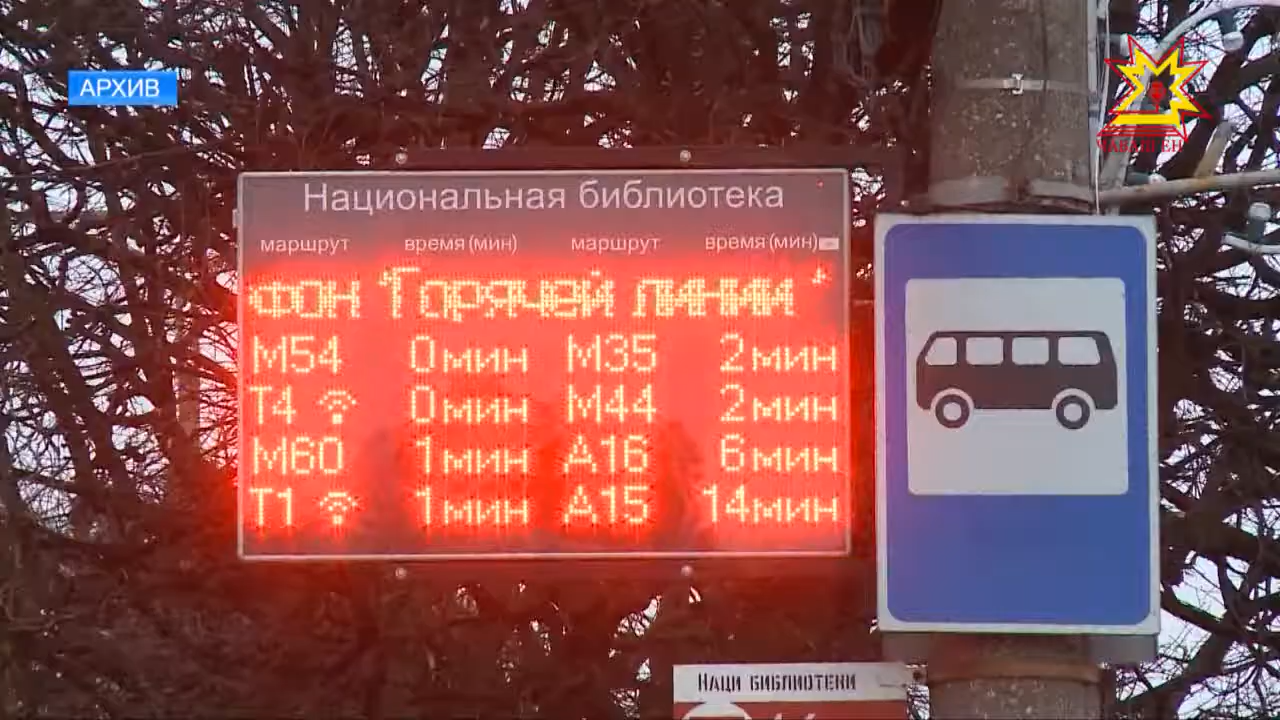 АРХИВ
Национальная библиотека
маршрут время (мин) маршрут время (мин)
фон "Горячей линии"
М54 0мин М35 2мин
Т4 0мин М44 2мин
М60 1мин А16 6мин
Т1 1мин А15 14мин
НАЦИ БИБЛИОТЕКИ